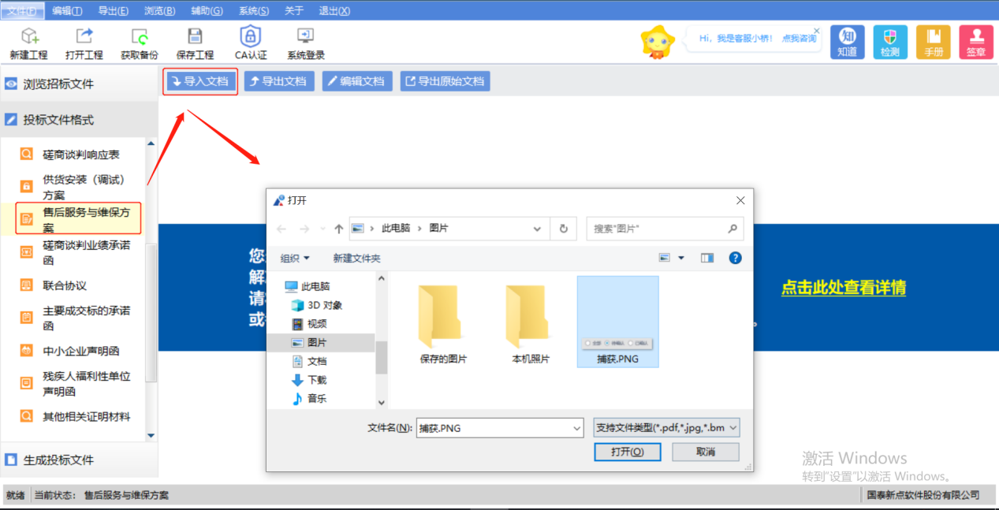 文件(F) 编辑(T) 导出(E) 浏览(B) 辅助(G) 系统(S) 关于 退出(X)
新建工程 打开工程 获取备份 保存工程 CA认证 系统登录
Hi，我是客服小桥! 点我咨询
知 知道 检测 手册 签章
浏览招标文件
导入文档 导出文档 编辑文档 导出原始文档
投标文件格式
磋商谈判响应表
供货安装（调试）
方案
售后服务与维保方
案
磋商谈判业绩承诺
函
联合协议
主要成交标的承诺
函
中小企业声明函
残疾人福利性单位
声明函
其他相关证明材料
生成投标文件
您
解
请
或
点击此处查看详情
打开
此电脑 › 图片
搜索"图片"
组织 新建文件夹
此电脑
3D 对象
视频
图片
文档
下载
音乐
保存的图片 本机照片 捕获.PNG
文件名(N): 捕获.PNG 支持文件类型(*.pdf,*.jpg,*.bm
打开(O) 取消
激活 Windows
转到"设置"以激活 Windows。
就绪 当前状态： 售后服务与维保方案 国泰新点软件股份有限公司